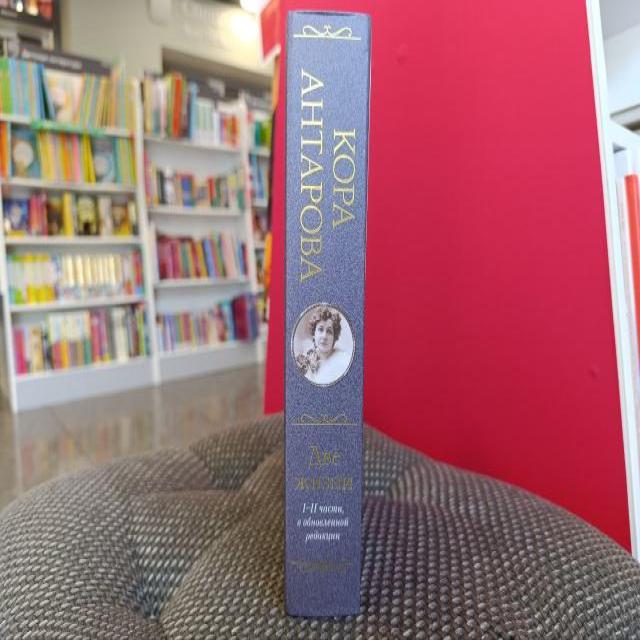 КОРА
АНТАРОВА
Две
жизни
I-II части,
в обновленной
редакции